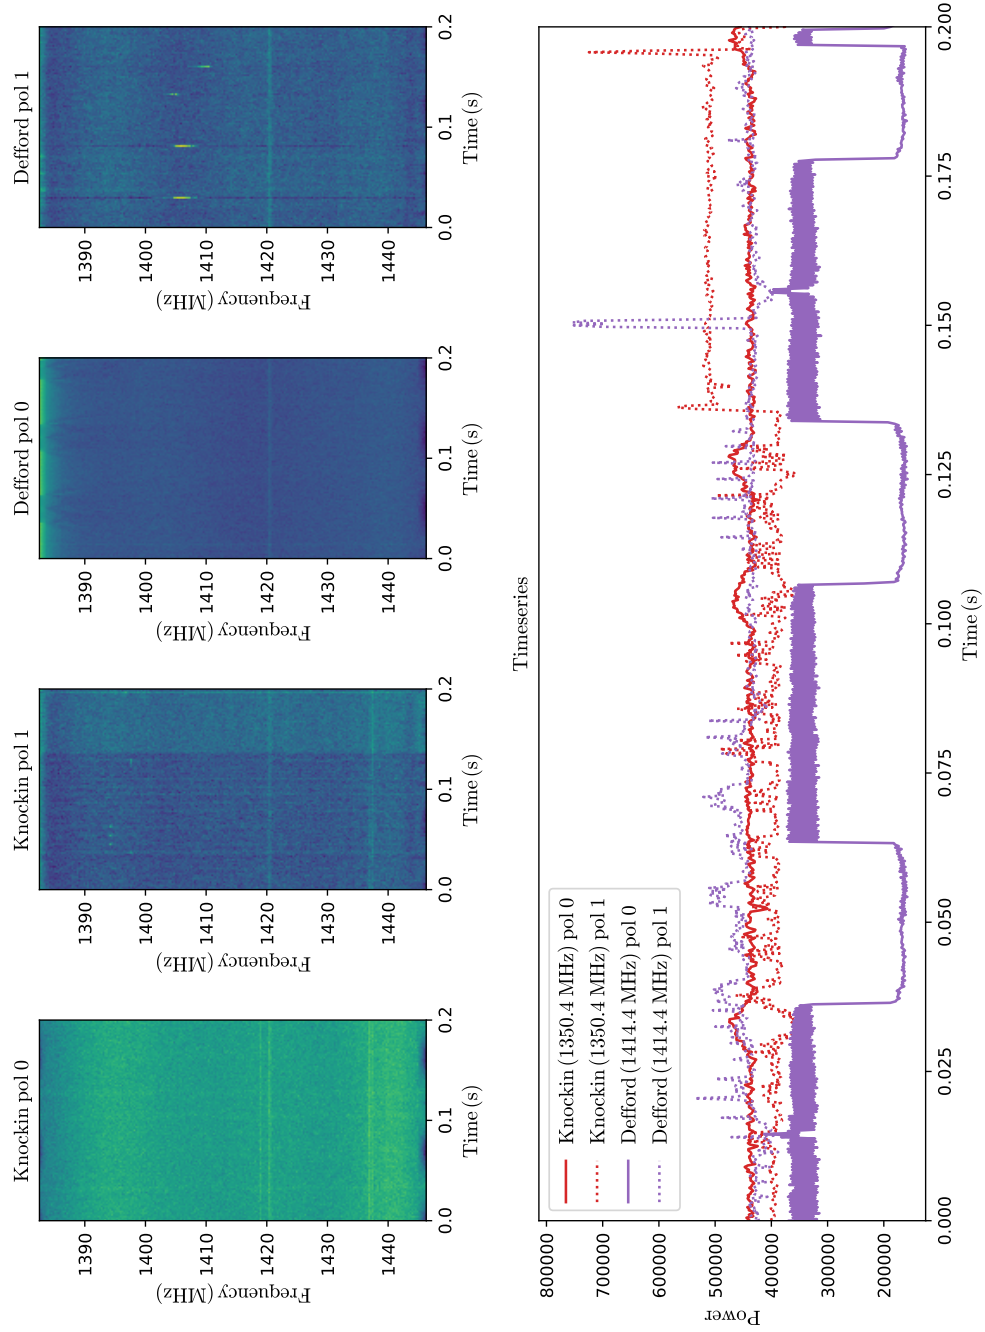 Knockin pol 0
Knockin pol 1
Defford pol 0
Defford pol 1
Frequency (MHz)
1390
1400
1410
1420
1430
1440
0.0 0.1 0.2
Time (s)
Frequency (MHz)
1390
1400
1410
1420
1430
1440
0.0 0.1 0.2
Time (s)
Frequency (MHz)
1390
1400
1410
1420
1430
1440
0.0 0.1 0.2
Time (s)
Frequency (MHz)
1390
1400
1410
1420
1430
1440
0.0 0.1 0.2
Time (s)
Timeseries
Power
800000
700000
600000
500000
400000
300000
200000
Knockin (1350.4 MHz) pol 0
Knockin (1350.4 MHz) pol 1
Defford (1414.4 MHz) pol 0
Defford (1414.4 MHz) pol 1
0.000 0.025 0.050 0.075 0.100 0.125 0.150 0.175 0.200
Time (s)